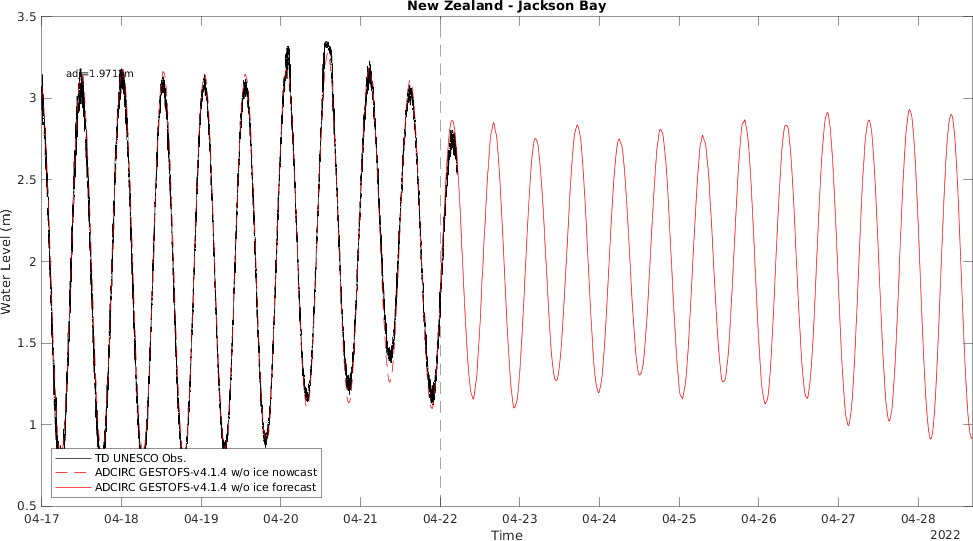 New Zealand - Jackson Bay
3.5
3
2.5
2
1.5
1
0.5
Water Level (m)
TD UNESCO Obs.
ADCIRC GESTOFS-v4.1.4 w/o ice nowcast
ADCIRC GESTOFS-v4.1.4 w/o ice forecast
04-17 04-18 04-19 04-20 04-21 04-22 04-23 04-24 04-25 04-26 04-27 04-28
Time
2022